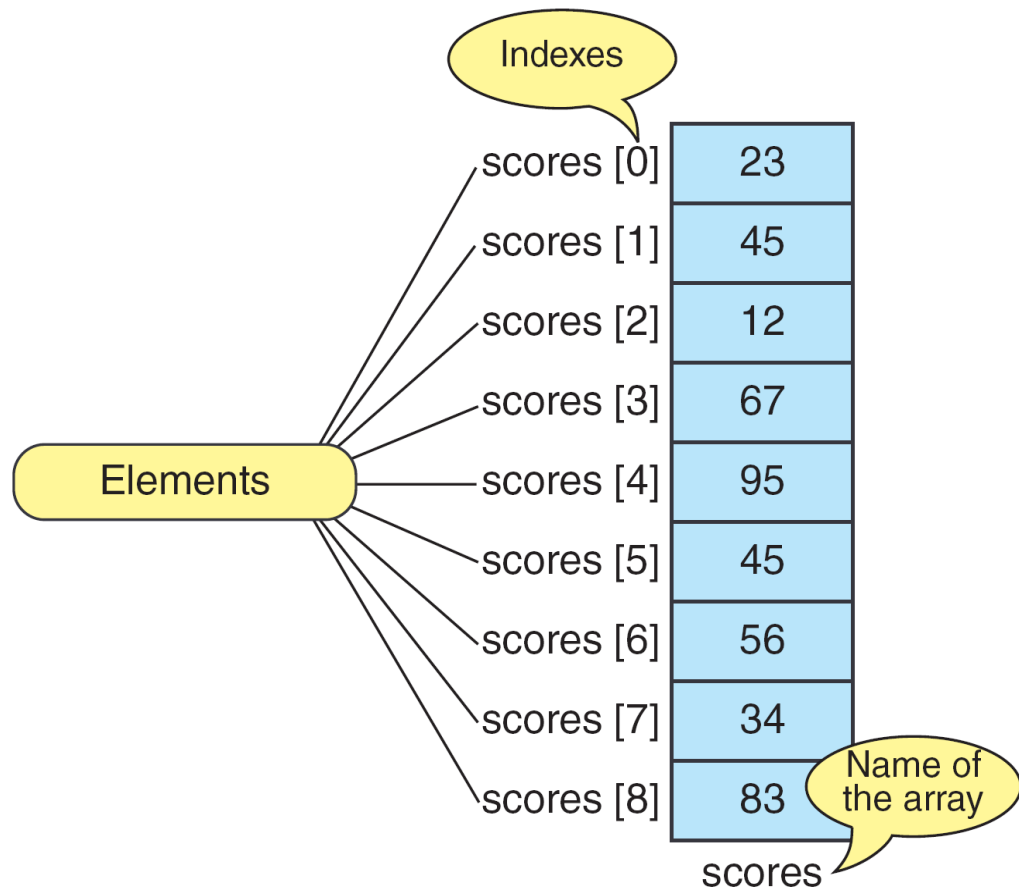 Indexes
scores [0] 23
scores [1] 45
scores [2] 12
scores [3] 67
Elements
scores [4] 95
scores [5] 45
scores [6] 56
scores [7] 34
scores [8] 83
Name of
the array
scores